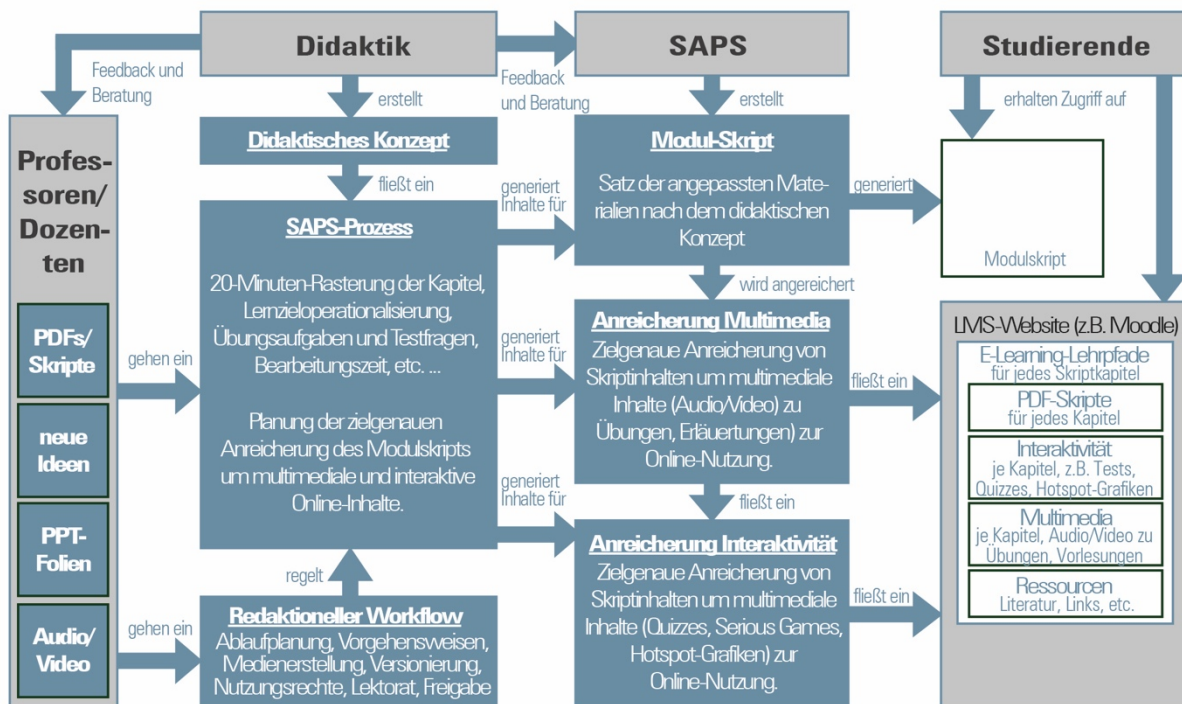 Didaktik
SAPS
Studierende
Feedback und
Beratung
erstellt
Feedback
und Beratung
erstellt
erhalten Zugriff auf
Profes-
soren/
Dozen-
ten
PDFs/
Skripte
neue
Ideen
PPT-
Folien
Audio/
Video
gehen ein
gehen ein
Didaktisches Konzept
fließt ein
SAPS-Prozess
20-Minuten-Rasterung der Kapitel,
Lernzieloperationalisierung,
Übungsaufgaben und Testfragen,
Bearbeitungszeit, etc. ...
Planung der zielgenauen
Anreicherung des Modulskripts
um multimediale und interaktive
Online-Inhalte.
regelt
Redaktioneller Workflow
Ablaufplanung, Vorgehensweisen,
Medienerstellung, Versionierung,
Nutzungsrechte, Lektorat, Freigabe
generiert
Inhalte für
generiert
Inhalte für
generiert
Inhalte für
Modul-Skript
Satz der angepassten Mate-
rialien nach dem didaktischen
Konzept
wird angereichert
Anreicherung Multimedia
Zielgenaue Anreicherung von
Skriptinhalten um multimediale
Inhalte (Audio/Video) zu
Übungen, Erläuertungen) zur
Online-Nutzung.
fließt ein
Anreicherung Interaktivität
Zielgenaue Anreicherung von
Skriptinhalten um multimediale
Inhalte (Quizzes, Serious Games,
Hotspot-Grafiken) zur
Online-Nutzung.
generiert
fließt ein
fließt ein
Modulskript
LMS-Website (z.B. Moodle)
E-Learning-Lehrpfade
für jedes Skriptkapitel
PDF-Skripte
für jedes Kapitel
Interaktivität
je Kapitel, z.B. Tests,
Quizzes, Hotspot-Grafiken
Multimedia
je Kapitel, Audio/Video zu
Übungen, Vorlesungen
Ressourcen
Literatur, Links, etc.